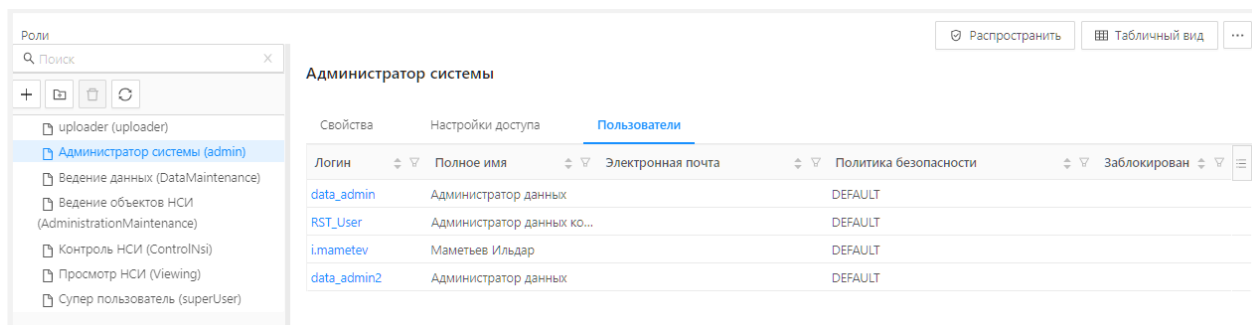 Роли
Распространить
Табличный вид
Поиск
Администратор системы
Свойства
Настройки доступа
Пользователи
uploader (uploader)
Администратор системы (admin)
Ведение данных (DataMaintenance)
Ведение объектов НСИ
(AdministrationMaintenance)
Контроль НСИ (ControlNsi)
Просмотр НСИ (Viewing)
Супер пользователь (superUser)
Логин Полное имя Электронная почта Политика безопасности Заблокирован
data_admin Администратор данных DEFAULT
RST_User Администратор данных ко... DEFAULT
i.mametev Маметьев Ильдар DEFAULT
data_admin2 Администратор данных DEFAULT